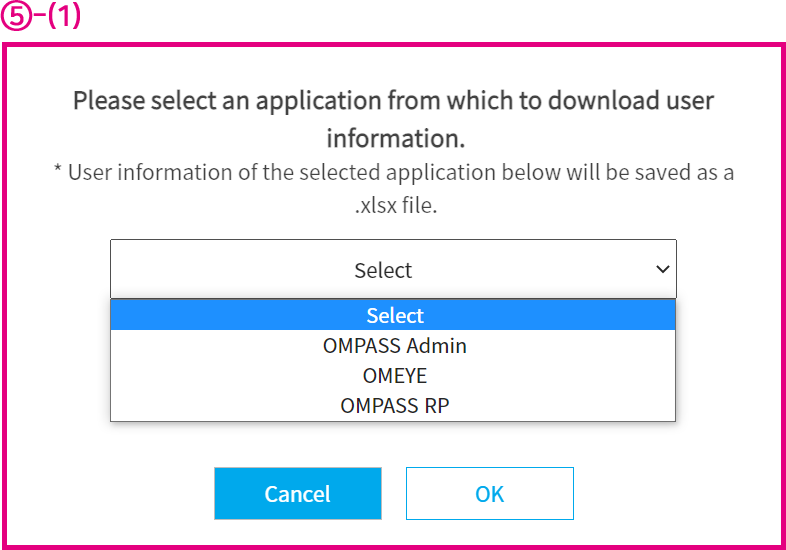 ⑤-(1)
Please select an application from which to download user
information.
* User information of the selected application below will be saved as a
.xlsx file.
Select
Select
OMPASS Admin
OMEYE
OMPASS RP
Cancel OK